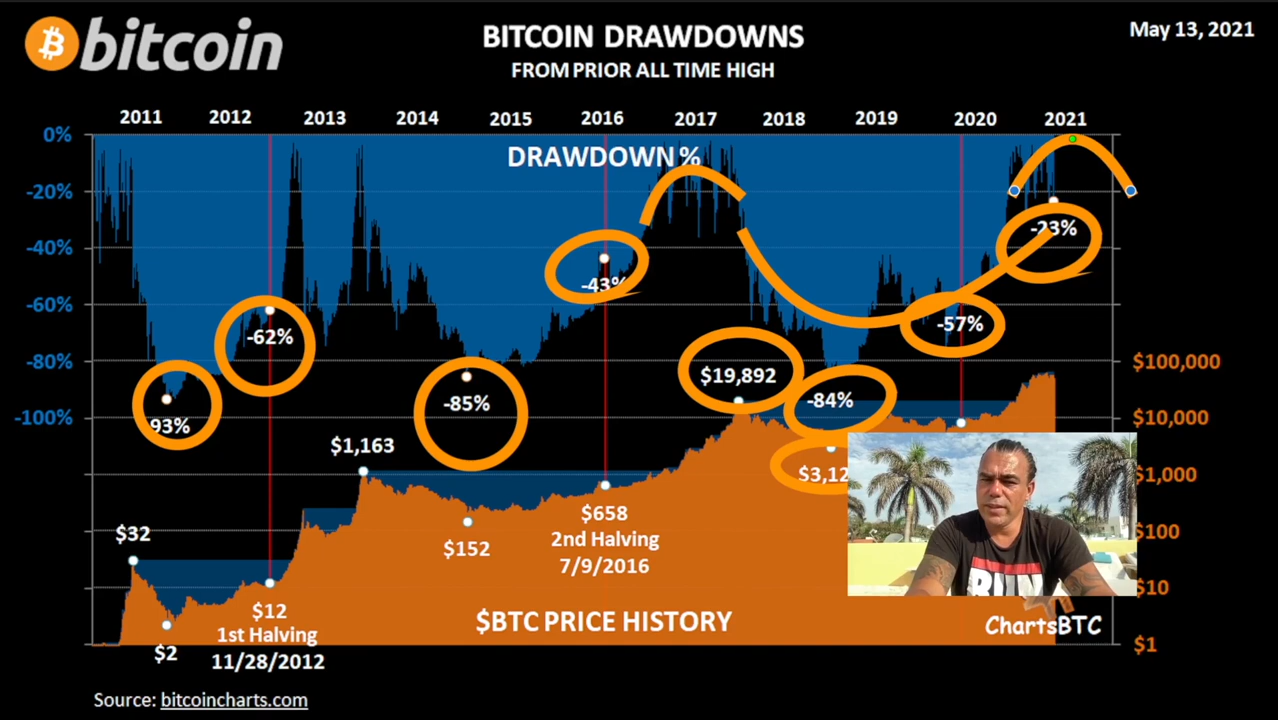 bitcoin
BITCOIN DRAWDOWNS
FROM PRIOR ALL TIME HIGH
May 13, 2021
2011 2012 2013 2014 2015 2016 2017 2018 2019 2020 2021
0%
DRAWDOWN %
-20%
-23%
-40%
-43%
-60%
-62%
-57%
-80%
$100,000
$19,892
-84%
-85%
-100%
93%
$10,000
$1,163
$3,12
$1,000
$32
$152
$658
2nd Halving
7/9/2016
$100
$10
$12
1st Halving
11/28/2012
$2
$BTC PRICE HISTORY
ChartsBTC
$1
Source: bitcoincharts.com